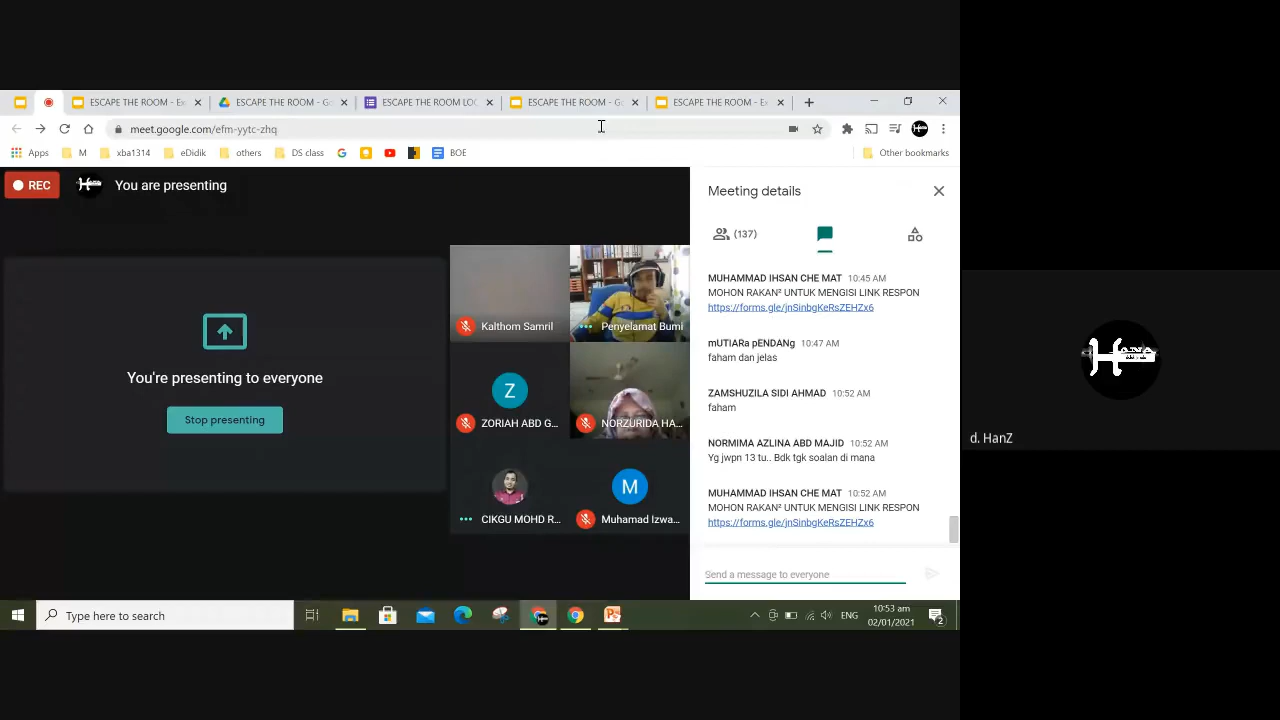 ESCAPE THE ROOM - Ex
ESCAPE THE ROOM - Go
ESCAPE THE ROOM LOC
ESCAPE THE ROOM - Go
ESCAPE THE ROOM - Ex
meet.google.com/efm-yytc-zhq
Apps
M
xba1314
eDidik
others
DS class
BOE
Other bookmarks
REC
You are presenting
You're presenting to everyone
Stop presenting
Kalthom Samril
Penyelamat Bumi
Z
ZORIAH ABD G...
NORZURIDA HA...
CIKGU MOHD R...
M
Muhamad Izwa...
Meeting details
(137)
MUHAMMAD IHSAN CHE MAT 10:45 AM
MOHON RAKAN² UNTUK MENGISI LINK RESPON
https://forms.gle/jnSinbgKeRsZEHZx6
mUTIARa pENDANg 10:47 AM
faham dan jelas
ZAMSHUZILA SIDI AHMAD 10:52 AM
faham
NORMIMA AZLINA ABD MAJID 10:52 AM
Yg jwpn 13 tu.. Bdk tgk soalan di mana
MUHAMMAD IHSAN CHE MAT 10:52 AM
MOHON RAKAN² UNTUK MENGISI LINK RESPON
https://forms.gle/jnSinbgKeRsZEHZx6
Send a message to everyone
Type here to search
ENG
10:53 am
02/01/2021
2
d. HanZ